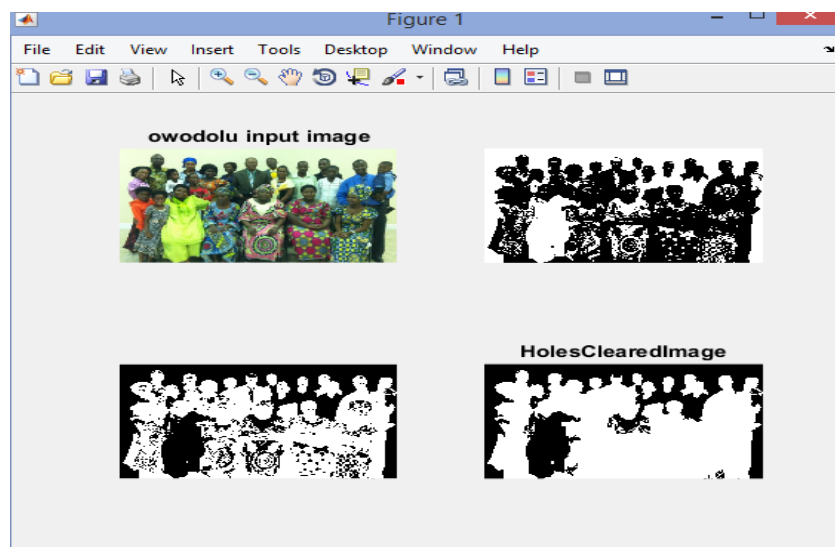 Figure 1
File Edit View Insert Tools Desktop Window Help
owodolu input image
HolesClearedImage